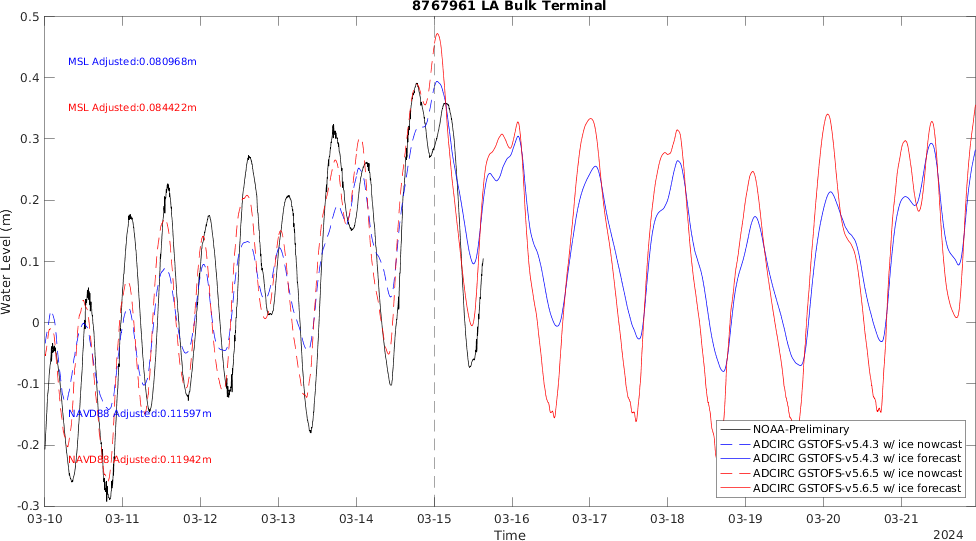 8767961 LA Bulk Terminal
0.5
0.4
0.3
0.2
0.1
0
-0.1
-0.2
-0.3
Water Level (m)
MSL Adjusted:0.080968m
MSL Adjusted:0.084422m
NAVD88 Adjusted:0.11597m
NAVD88 Adjusted:0.11942m
NOAA-Preliminary
ADCIRC GSTOFS-v5.4.3 w/ ice nowcast
ADCIRC GSTOFS-v5.4.3 w/ ice forecast
ADCIRC GSTOFS-v5.6.5 w/ ice nowcast
ADCIRC GSTOFS-v5.6.5 w/ ice forecast
03-10 03-11 03-12 03-13 03-14 03-15 03-16 03-17 03-18 03-19 03-20 03-21
Time
2024